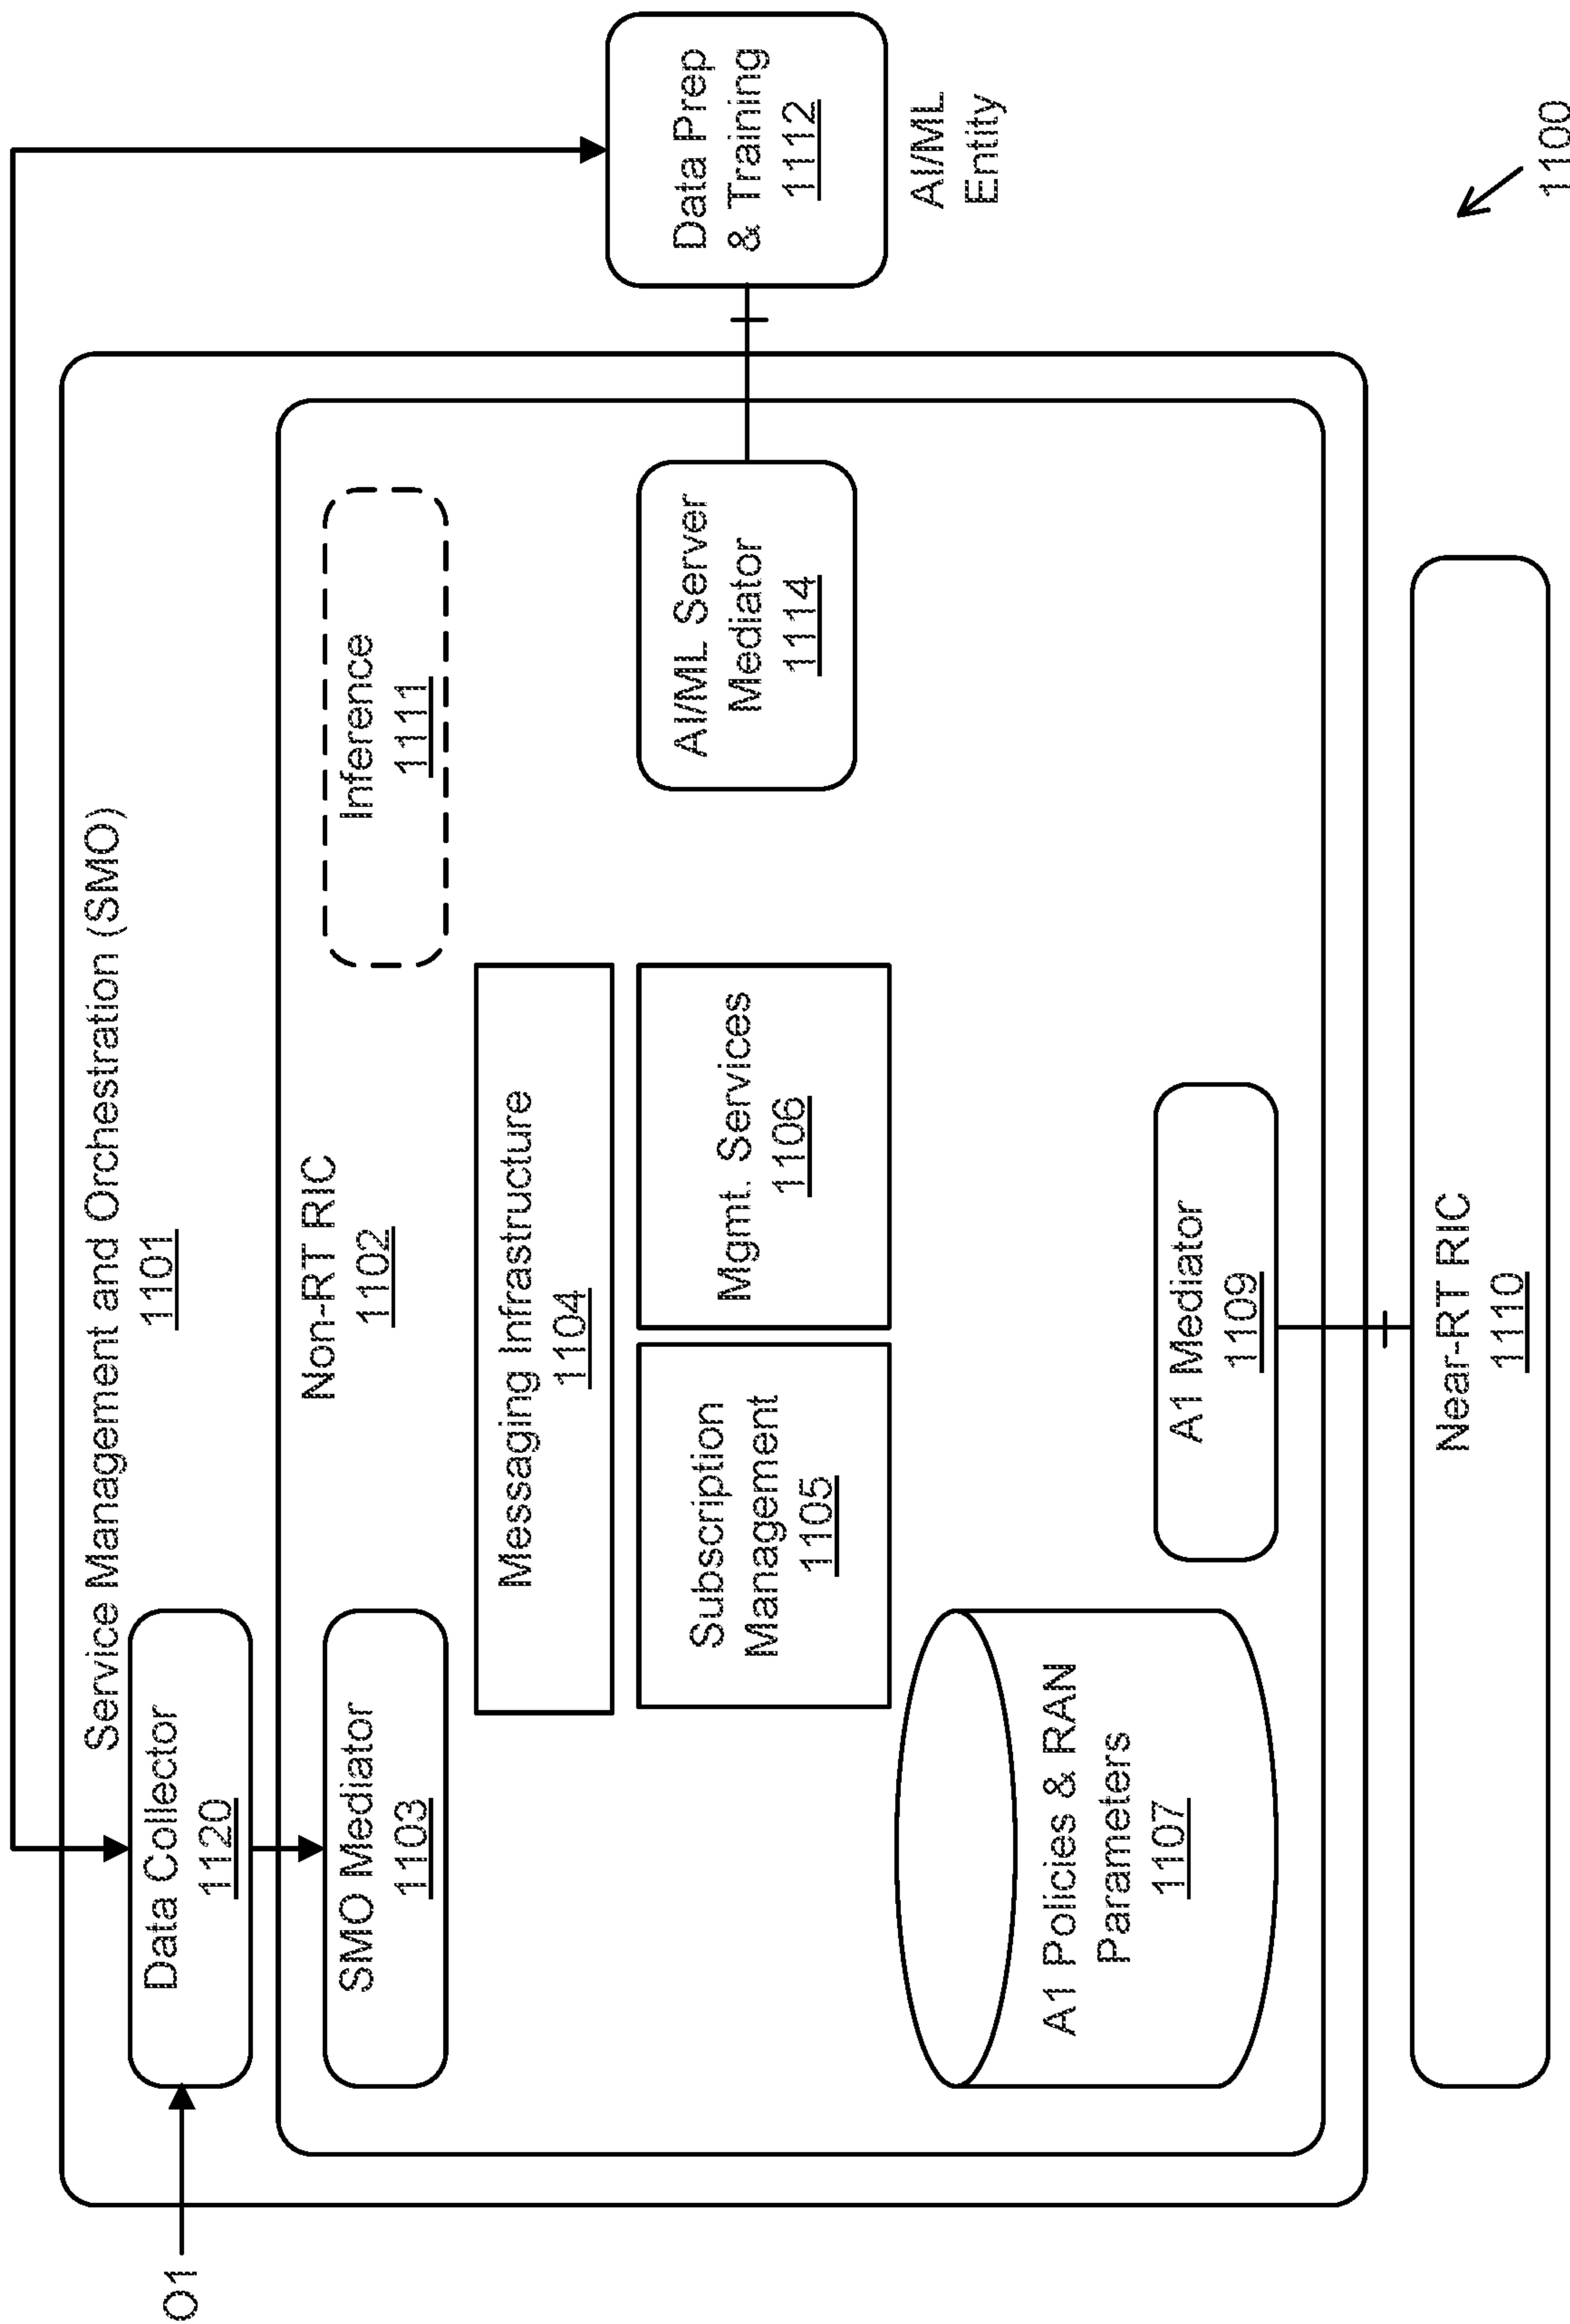 Service Management and Orchestration (SMO)
1101
O1
Data Collector
1120
Non-RT RIC
1102
SMO Mediator
1103
Inference
1111
Messaging Infrastructure
1104
Subscription
Management
1105
Mgmt. Services
1106
AI/ML Server
Mediator
1114
Data Prep
& Training
1112
AI/ML
Entity
A1 Policies & RAN
Parameters
1107
A1 Mediator
1109
Near-RT RIC
1110
1100